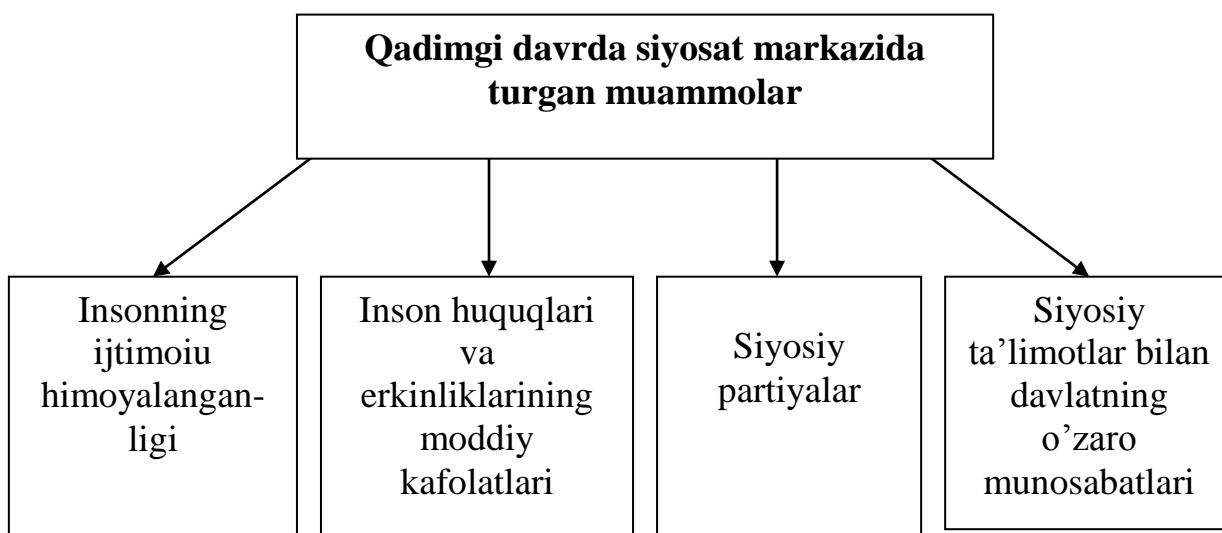 Qadimgi davrda siyosat markazida
turgan muammolar
Insonning
ijtimoiu
himoyalangan-
ligi
Inson huquqlari
va
erkinliklarining
moddiy
kafolatlari
Siyosiy
partiyalar
Siyosiy
ta’limotlar bilan
davlatning
o’zaro
munosabatlari